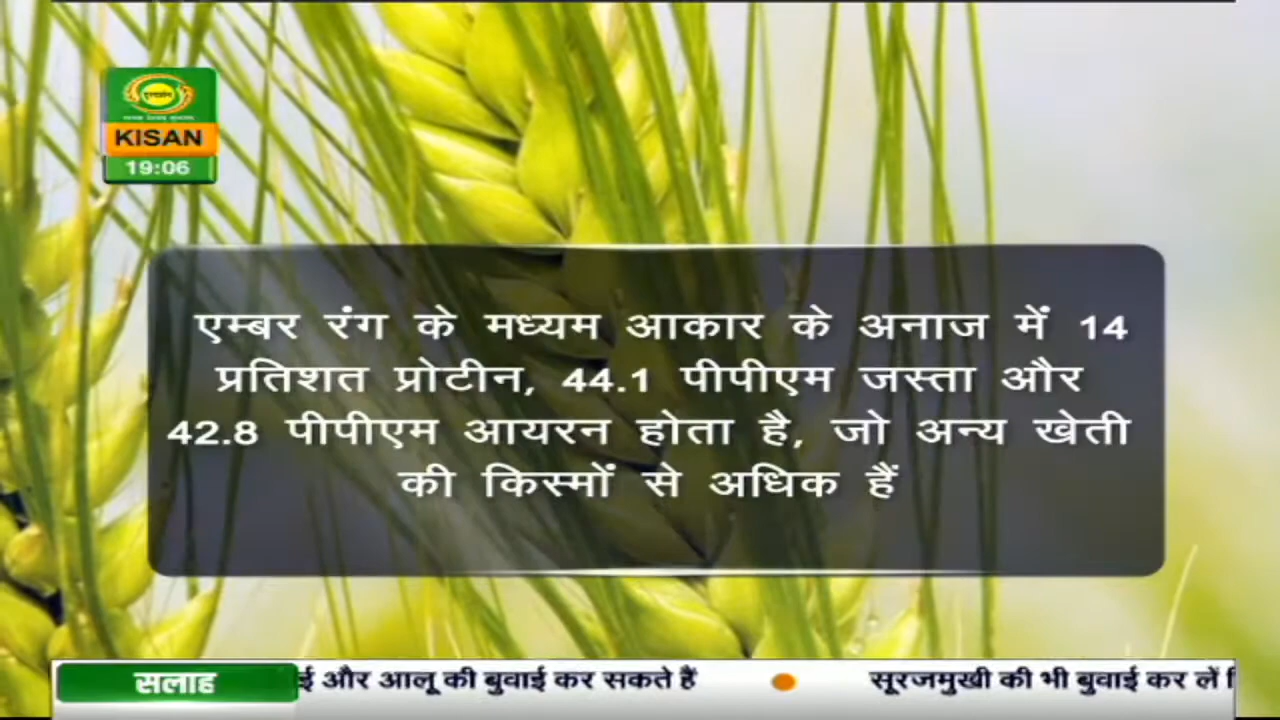 KISAN
19:06
एम्बर रंग के मध्यम आकार के अनाज में 14
प्रतिशत प्रोटीन, 44.1 पीपीएम जस्ता और
42.8 पीपीएम आयरन होता है, जो अन्य खेती
की किस्मों से अधिक हैं
सलाह
ई और आलू की बुवाई कर सकते हैं
सूरजमुखी की भी बुवाई कर लें